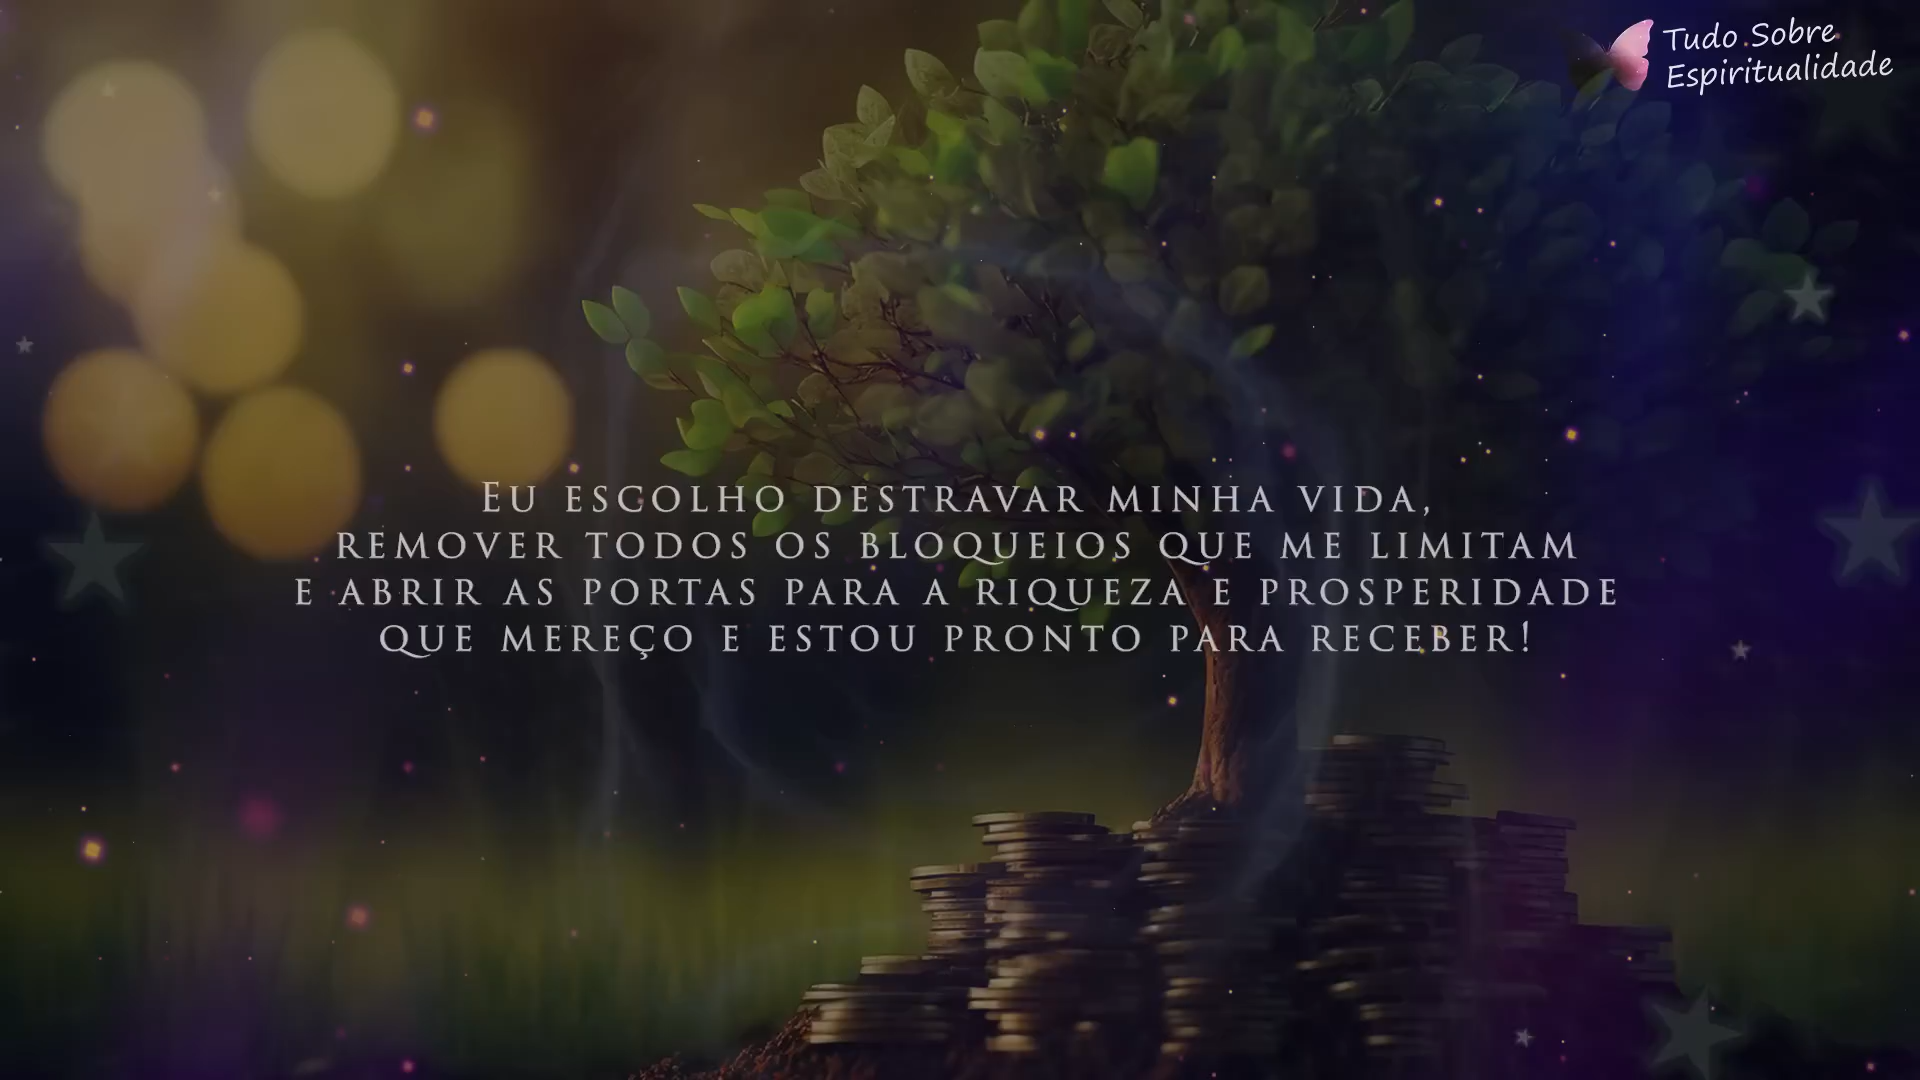 Tudo Sobre
Espiritualidade
Eu escolho destravar minha vida,
remover todos os bloqueios que me limitam
e abrir as portas para a riqueza e prosperidade
que mereço e estou pronto para receber!